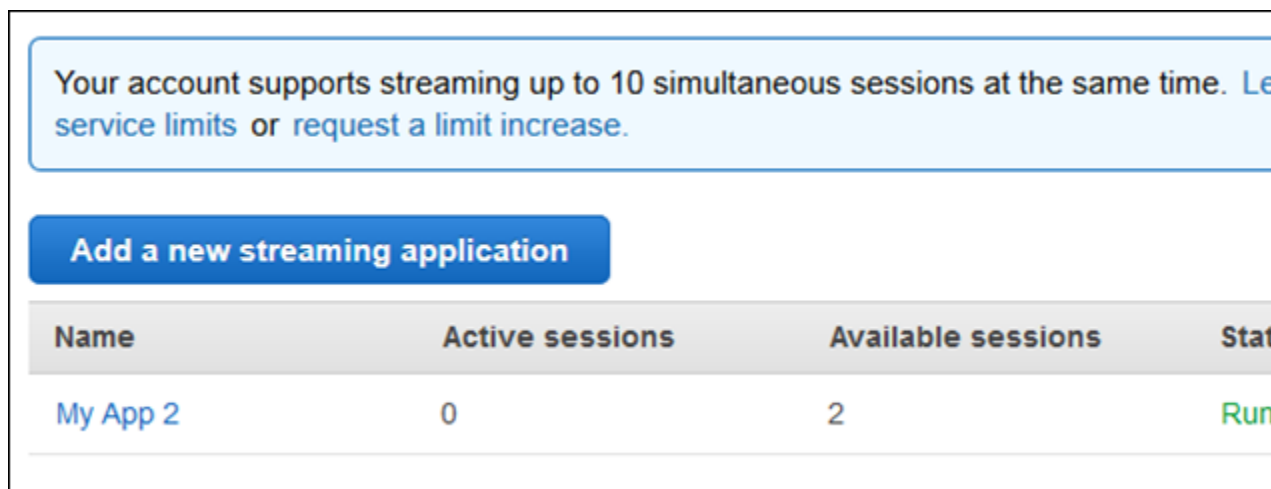 Your account supports streaming up to 10 simultaneous sessions at the same time.
service limits or request a limit increase.
Add a new streaming application
Name Active sessions Available sessions
My App 2 0 2